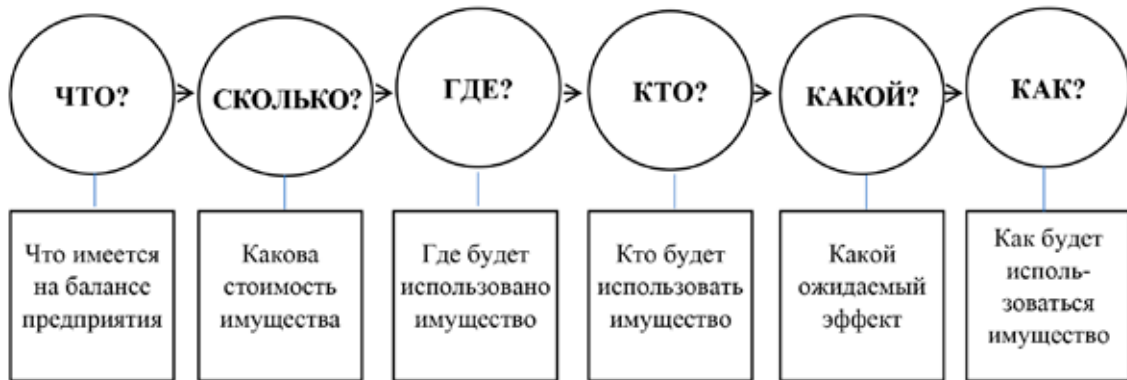 ЧТО?
СКОЛЬКО?
ГДЕ?
КТО?
КАКОЙ?
КАК?
Что имеется
на балансе
предприятия
Какова
стоимость
имущества
Где будет
использовано
имущество
Кто будет
использовать
имущество
Какой
ожидаемый
эффект
Как будет
исполь-
зоваться
имущество